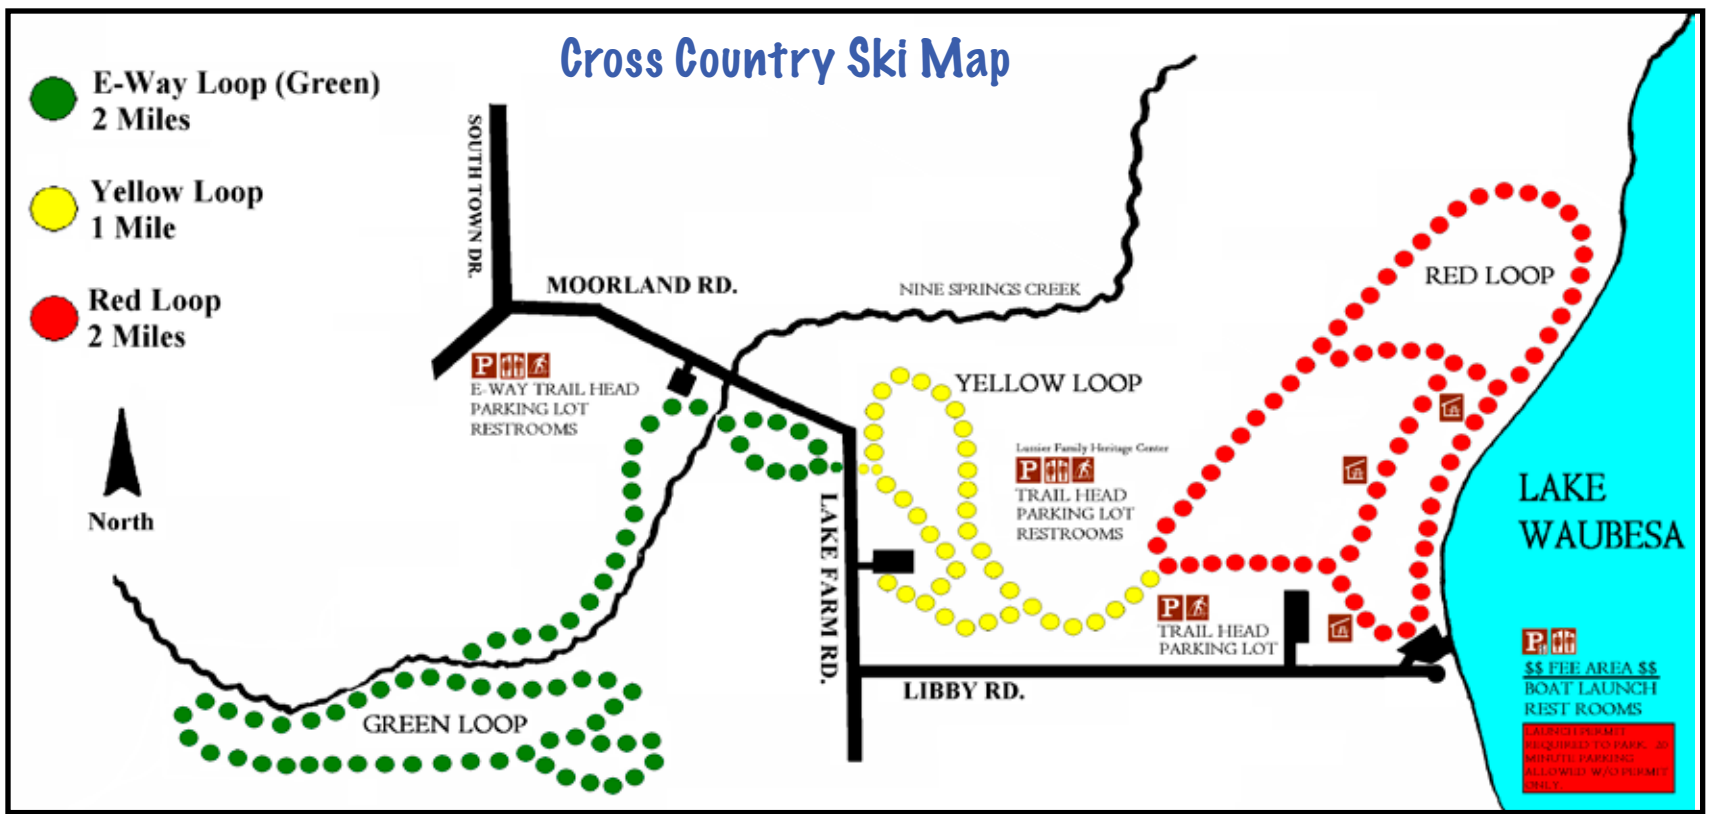 Cross Country Ski Map
E-Way Loop (Green)
2 Miles
Yellow Loop
1 Mile
Red Loop
2 Miles
North
SOUTH TOWN DR.
MOORLAND RD.
NINE SPRINGS CREEK
P
E-WAY TRAIL HEAD
PARKING LOT
RESTROOMS
YELLOW LOOP
RED LOOP
Lussier Family Heritage Center
P
TRAIL HEAD
PARKING LOT
RESTROOMS
LAKE FARM RD.
LAKE
WAUBESA
P
TRAIL HEAD
PARKING LOT
LIBBY RD.
GREEN LOOP
P
$$ FEE AREA $$
BOAT LAUNCH
REST ROOMS
LAUNCH PERMIT
REQUIRED TO PARK. 20
MINUTE PARKING
ALLOWED W/O PERMIT
ONLY